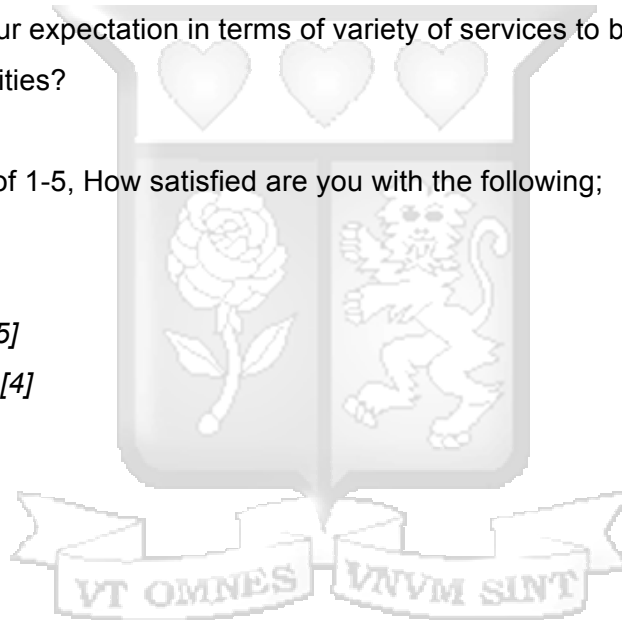 ur expectation in terms of variety of services to b
ities?
of 1-5, How satisfied are you with the following;
5]
[4]
VT OMNES VNVM SINT